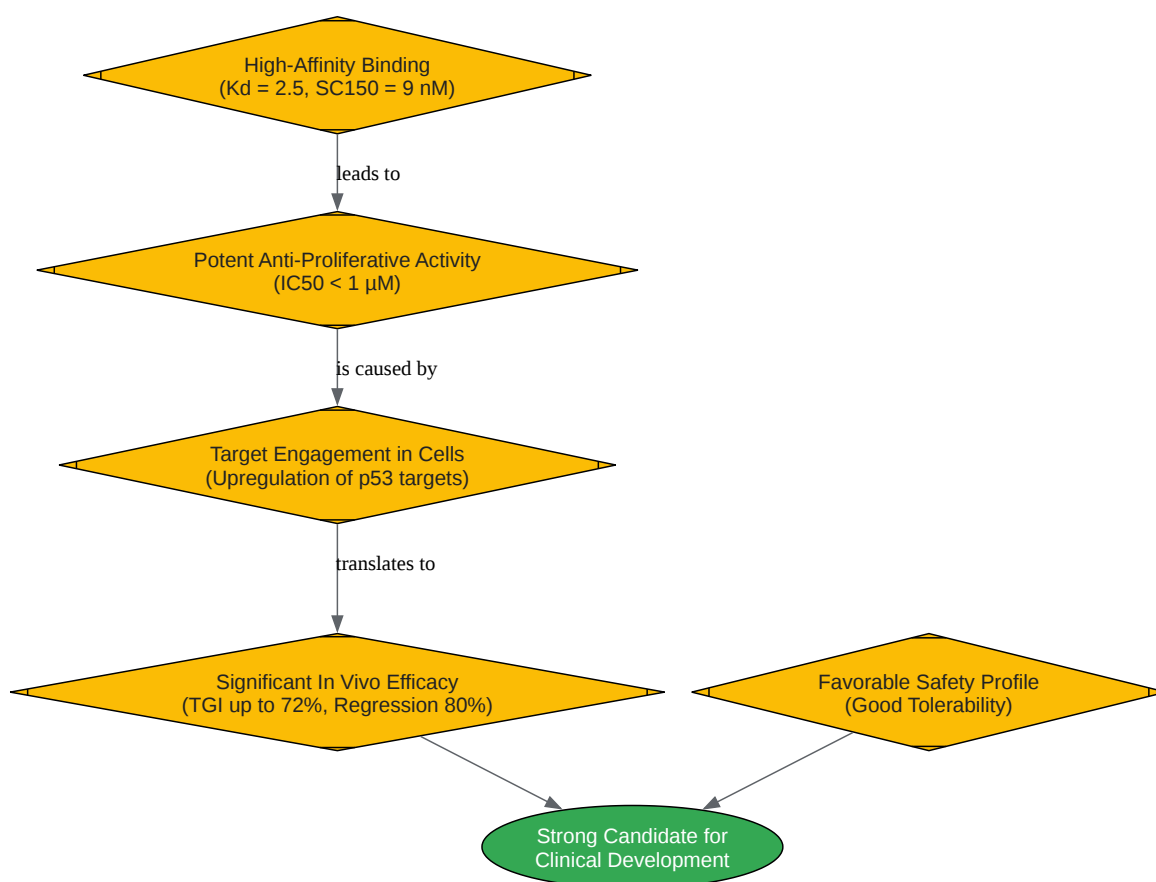 High-Affinity Binding
(Kd = 2.5, SC150 = 9 nM)
leads to
Potent Anti-Proliferative Activity
(IC50 < 1 µM)
is caused by
Target Engagement in Cells
(Upregulation of p53 targets)
translates to
Significant In Vivo Efficacy
(TGI up to 72%, Regression 80%)
Favorable Safety Profile
(Good Tolerability)
Strong Candidate for
Clinical Development